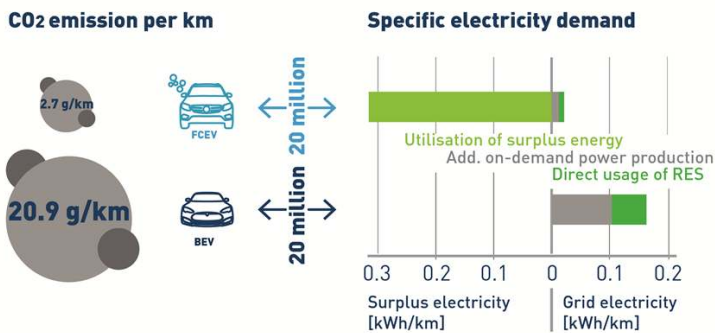 CO2 emission per km
2.7 g/km
FCEV
20 million
20.9 g/km
BEV
20 million
Specific electricity demand
Utilisation of surplus energy
Add. on-demand power production
Direct usage of RES
0.3 0.2 0.1 0 0.1 0.2
Surplus electricity
[kWh/km]
Grid electricity
[kWh/km]